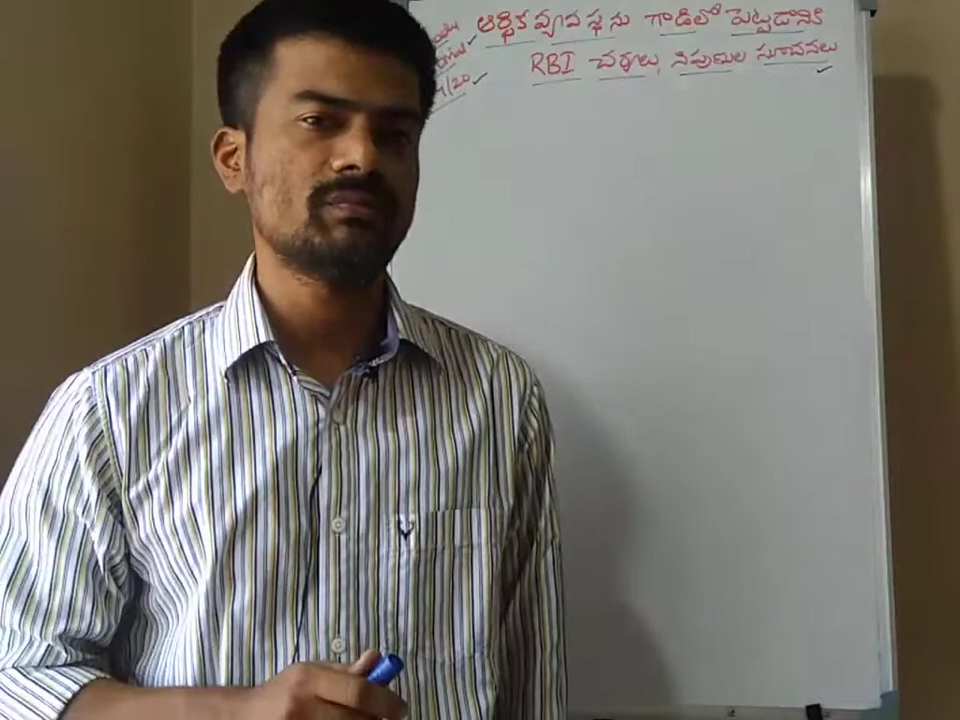 ఆర్థిక వ్యవస్థను గాడిలో పెట్టడానికి
RBI చర్యలు, నిపుణుల సూచనలు